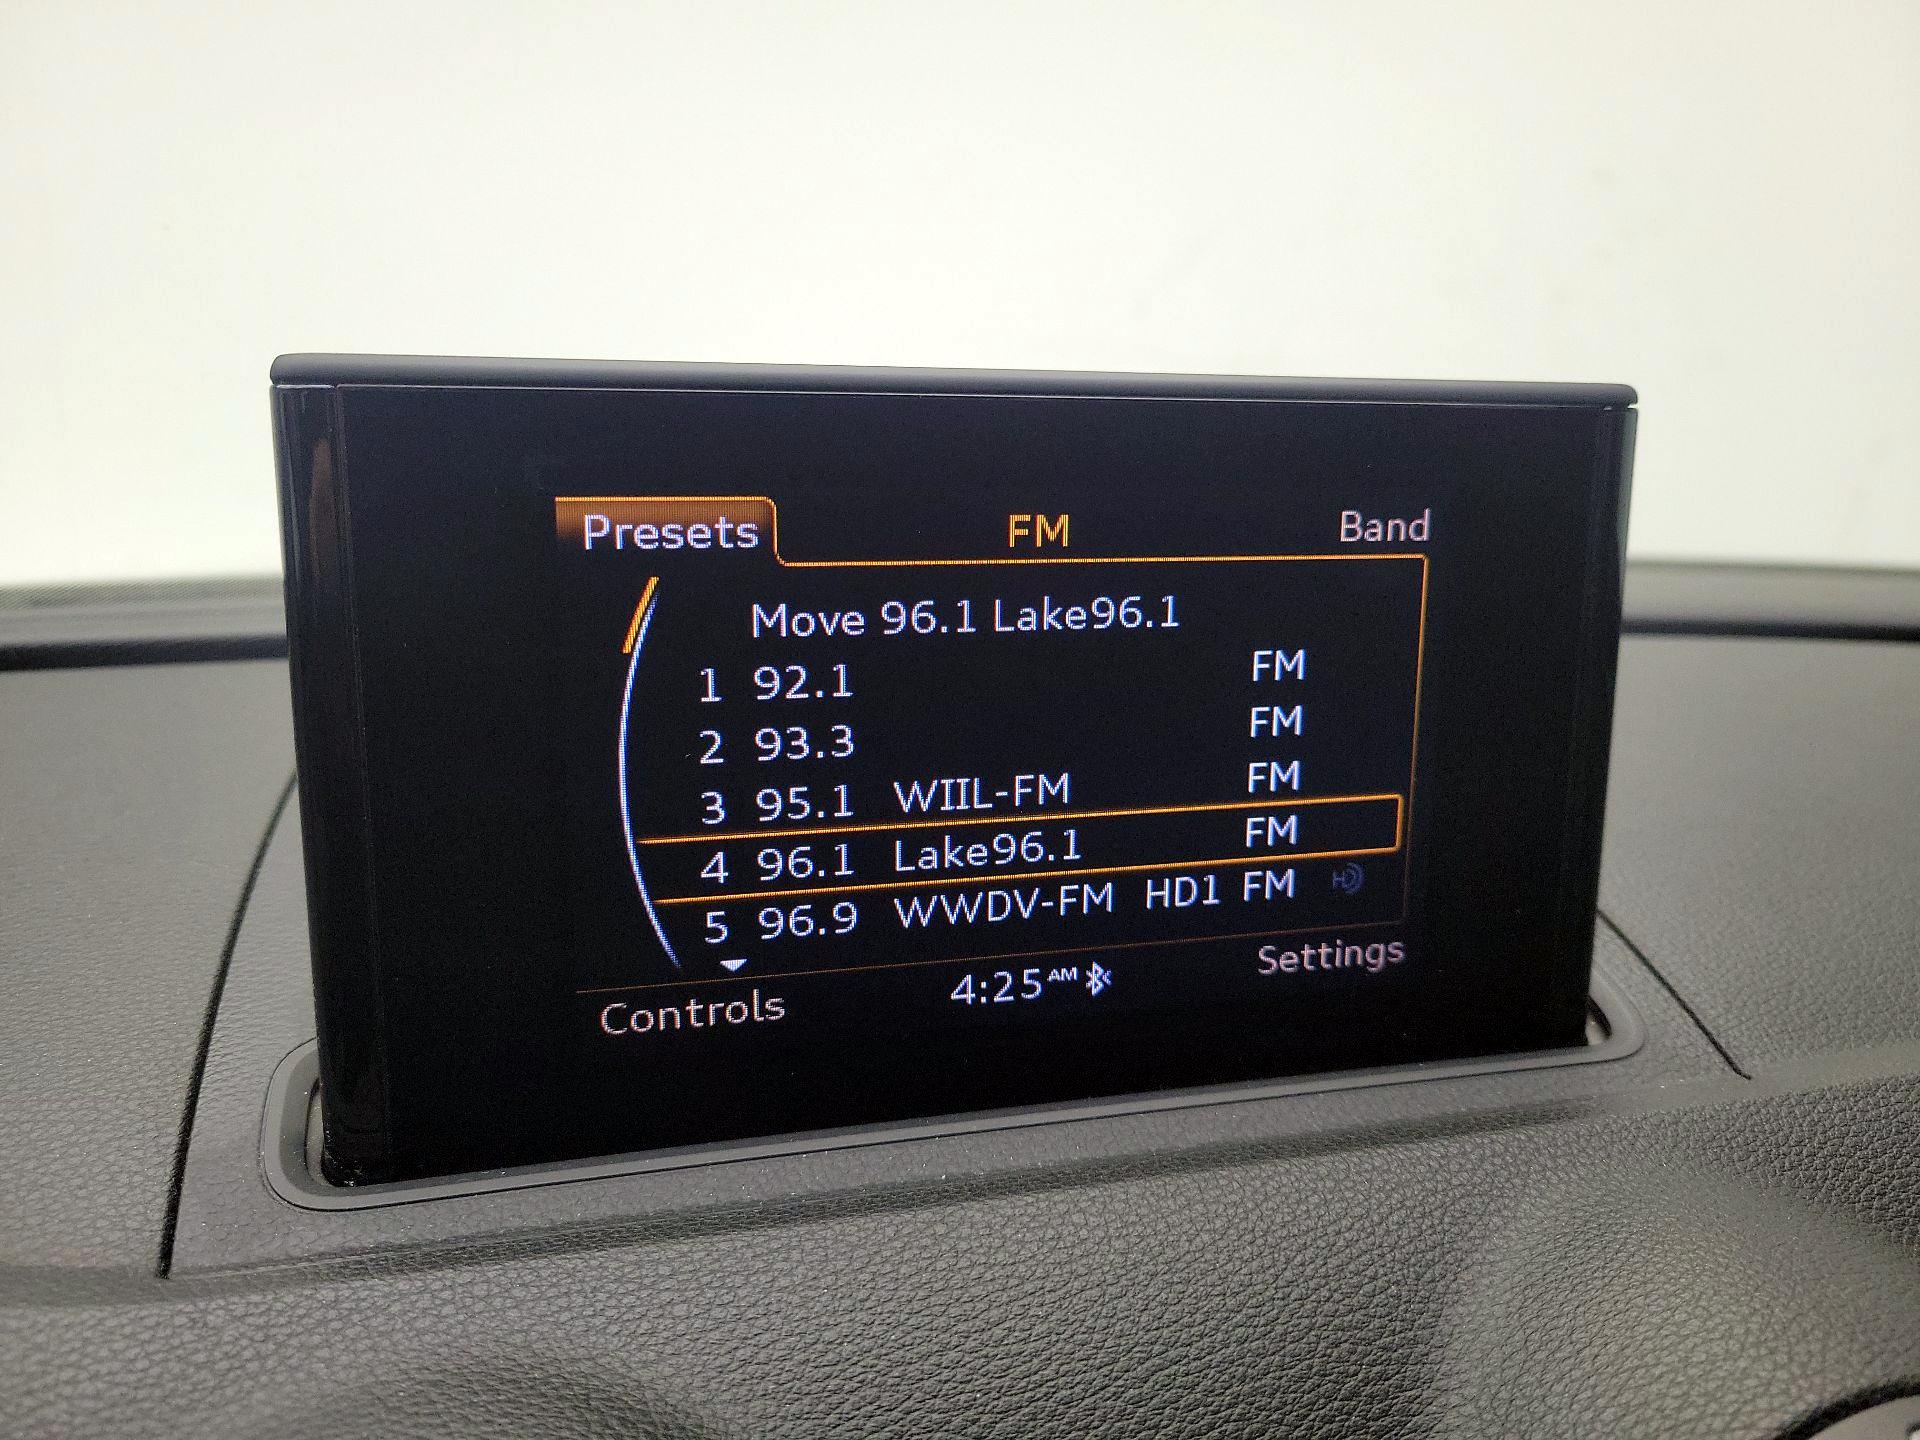 Presets FM Band
Move 96.1 Lake96.1
1 92.1 FM
2 93.3 FM
3 95.1 WIIL-FM FM
4 96.1 Lake96.1 FM
5 96.9 WWDV-FM HD1 FM HD
Controls 4:25 AM Settings